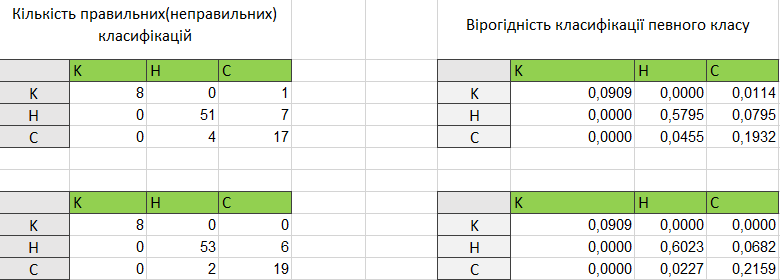 Кількість правильних(неправильних) класифікацій
Вірогідність класифікації певного класу
К Н С К Н С
К 8 0 1 К 0,0909 0,0000 0,0114
Н 0 51 7 Н 0,0000 0,5795 0,0795
С 0 4 17 С 0,0000 0,0455 0,1932
К Н С К Н С
К 8 0 0 К 0,0909 0,0000 0,0000
Н 0 53 6 Н 0,0000 0,6023 0,0682
С 0 2 19 С 0,0000 0,0227 0,2159